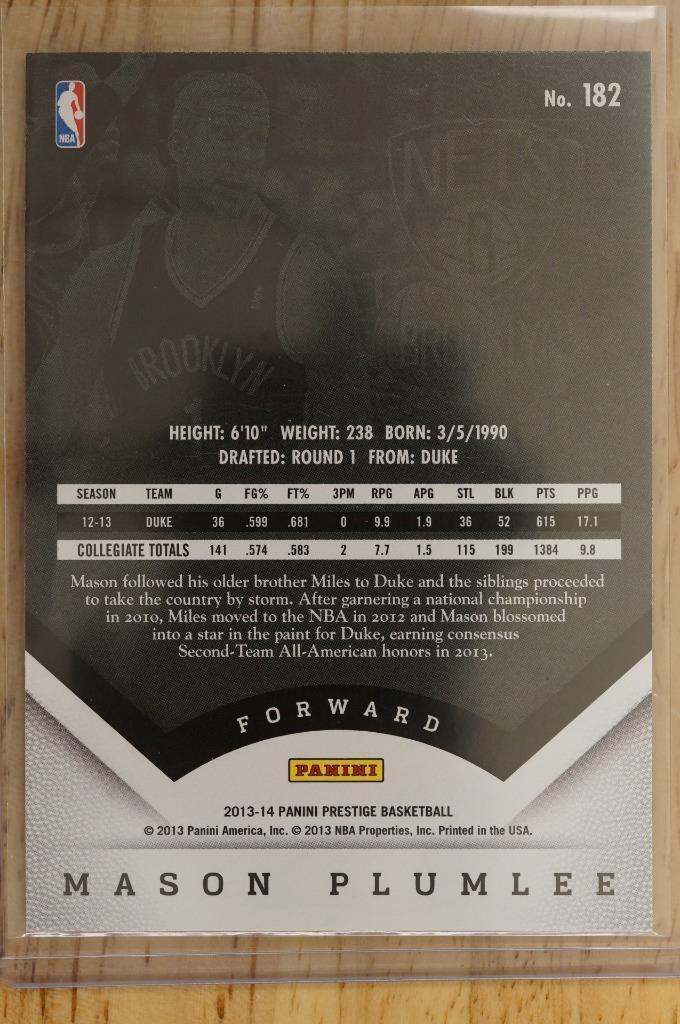 No. 182
NBA
NETS
BROOKLYN
BROOKLYN
1
HEIGHT: 6'10" WEIGHT: 238 BORN: 3/5/1990
DRAFTED: ROUND 1 FROM: DUKE
SEASON TEAM G FG% FT% 3PM RPG APG STL BLK PTS PPG
12-13 DUKE 36 .599 .681 0 9.9 1.9 36 52 615 17.1
COLLEGIATE TOTALS 141 .574 .583 2 7.7 1.5 115 199 1384 9.8
Mason followed his older brother Miles to Duke and the siblings proceeded
to take the country by storm. After garnering a national championship
in 2010, Miles moved to the NBA in 2012 and Mason blossomed
into a star in the paint for Duke, earning consensus
Second-Team All-American honors in 2013.
FORWARD
PANINI
2013-14 PANINI PRESTIGE BASKETBALL
© 2013 Panini America, Inc. © 2013 NBA Properties, Inc. Printed in the USA.
MASON PLUMLEE